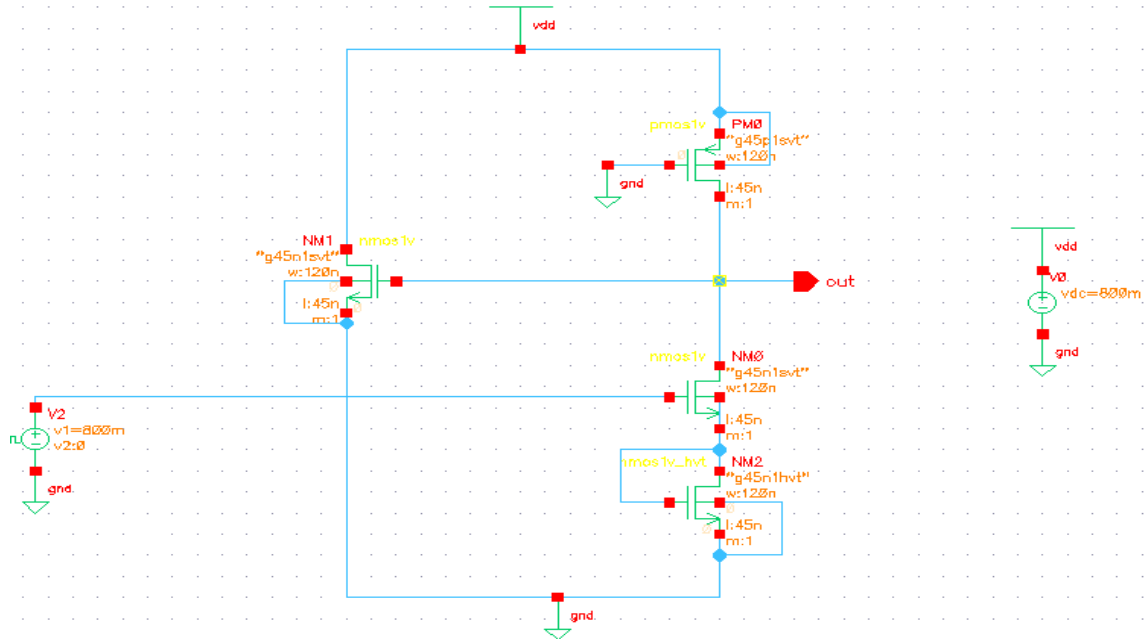 vdd
pmos1v
PM0
"g45p1svt"
w:120n
gnd
l:45n
m:1
NM1
nmos1v
"g45n1svt"
w:120n
l:45n
m:1
out
vdd
V0
vdc=800m
gnd
nmos1v
NM0
"g45n1svt"
w:120n
l:45n
m:1
V2
v1=800m
v2:0
gnd
nmos1v_hvt
NM2
"g45n1hvt"
w:120n
l:45n
m:1
gnd